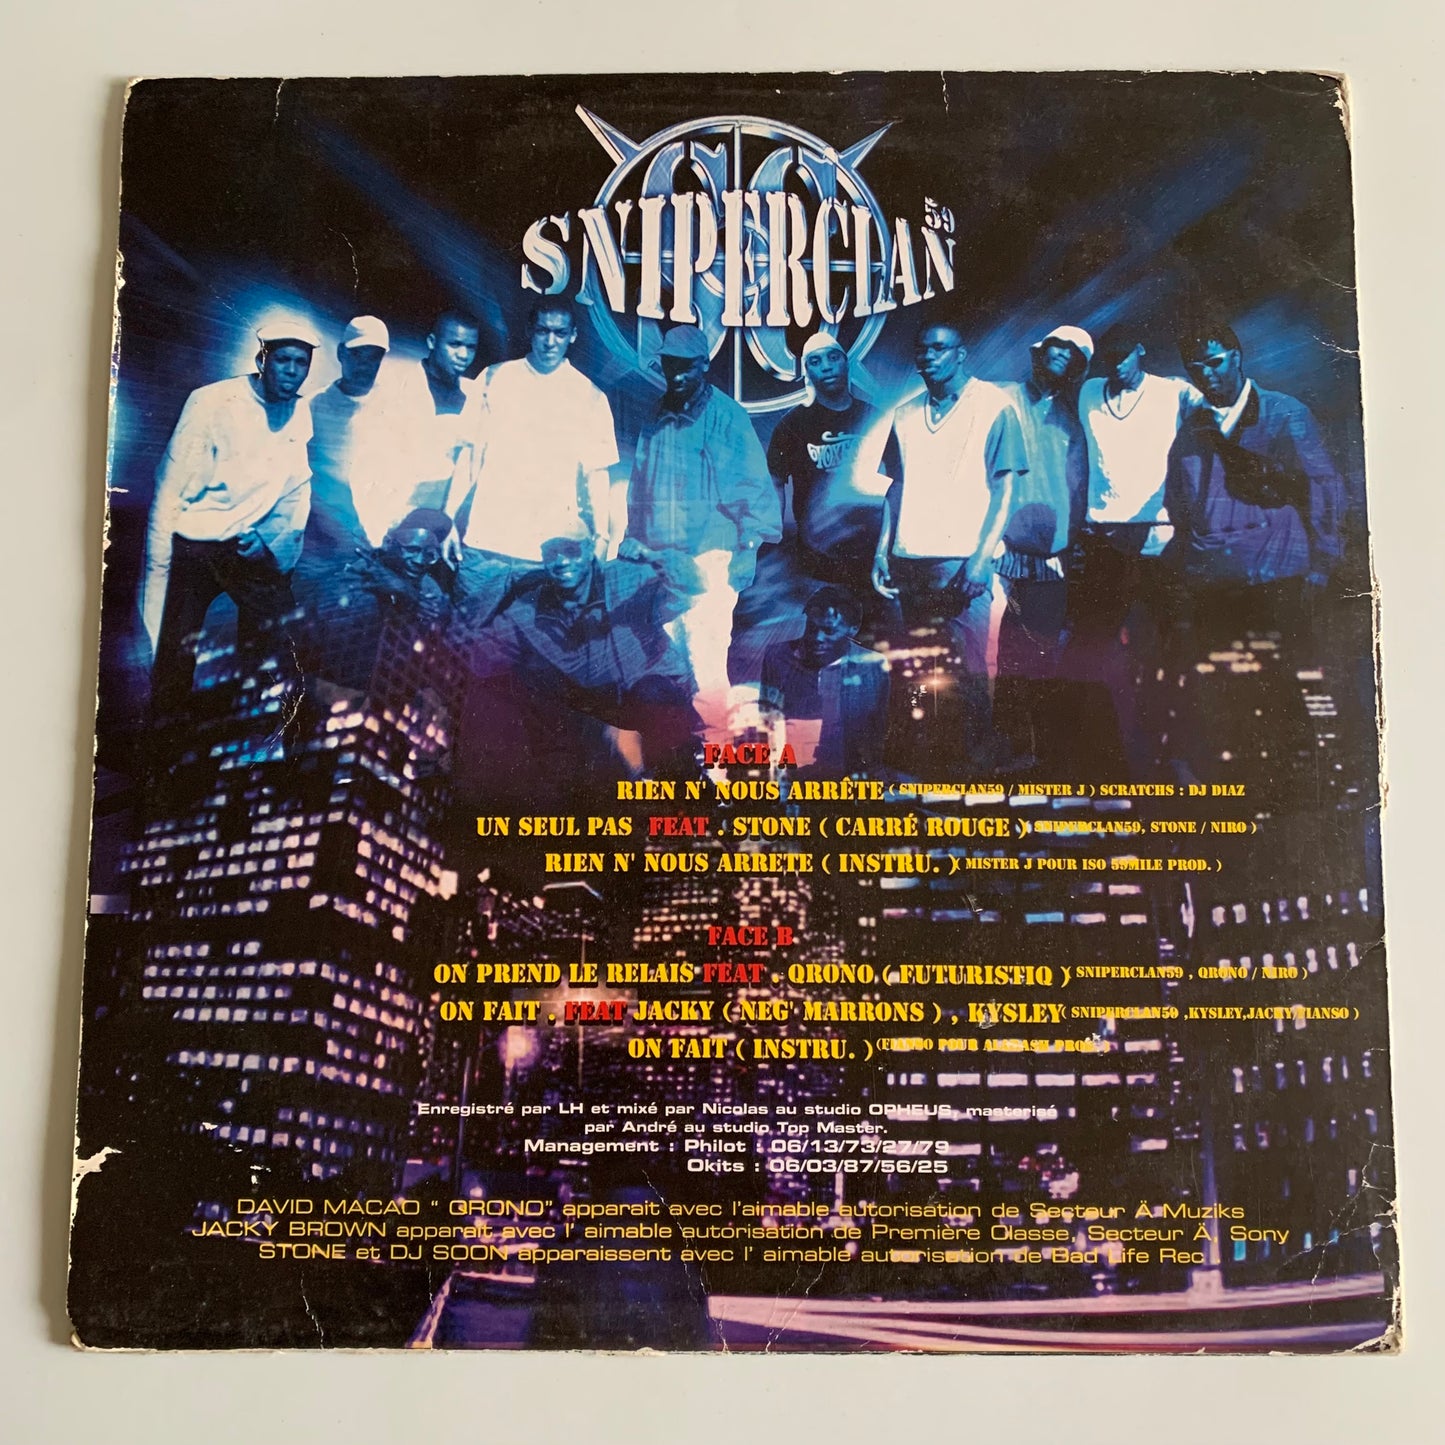 59
SNIPERCLAN
FACE A
RIEN N' NOUS ARRÊTE ( SNIPERCLAN59 / MISTER J ) SCRATCHS : DJ DIAZ
UN SEUL PAS FEAT . STONE ( CARRÉ ROUGE ) ( SNIPERCLAN59, STONE / NIRO )
RIEN N' NOUS ARRETE ( INSTRU. ) ( MISTER J POUR ISO 59MILE PROD. )
FACE B
ON PREND LE RELAIS FEAT . QRONO ( FUTURISTIQ ) ( SNIPERCLAN59 , QRONO / NIRO )
ON FAIT . FEAT JACKY ( NEG' MARRONS ) , KYSLEY ( SNIPERCLAN59 ,KYSLEY,JACKY/FIANSO )
ON FAIT ( INSTRU. ) (FIANSO POUR
Enregistré par LH et mixé par Nicolas au studio OPHEUS, masterisé
par André au studio Top Master.
Management : Philot : 06/13/73/27/79
Okits : 06/03/87/56/25
DAVID MACAO " QRONO" apparait avec l'aimable autorisation de Secteur Ä Muziks
JACKY BROWN apparait avec l' aimable autorisation de Première Classe, Secteur Ä, Sony
STONE et DJ SOON apparaissent avec l' aimable autorisation de Bad Life Rec